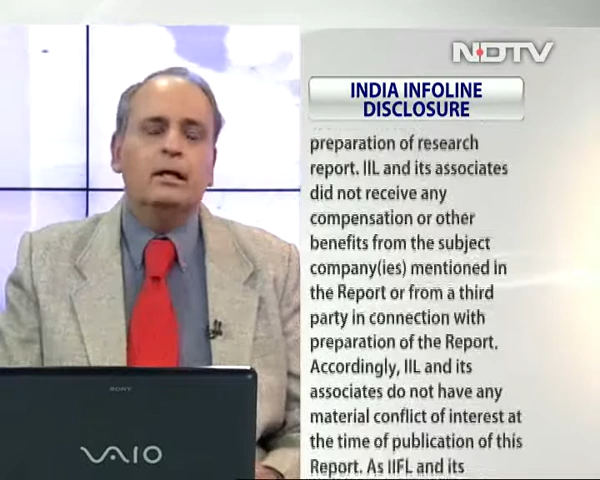 NDTV
INDIA INFOLINE
DISCLOSURE
preparation of research
report. IIL and its associates
did not receive any
compensation or other
benefits from the subject
company(ies) mentioned in
the Report or from a third
party in connection with
preparation of the Report.
Accordingly, IIL and its
associates do not have any
material conflict of interest at
the time of publication of this
Report. As IIFL and its
SONY
VAIO